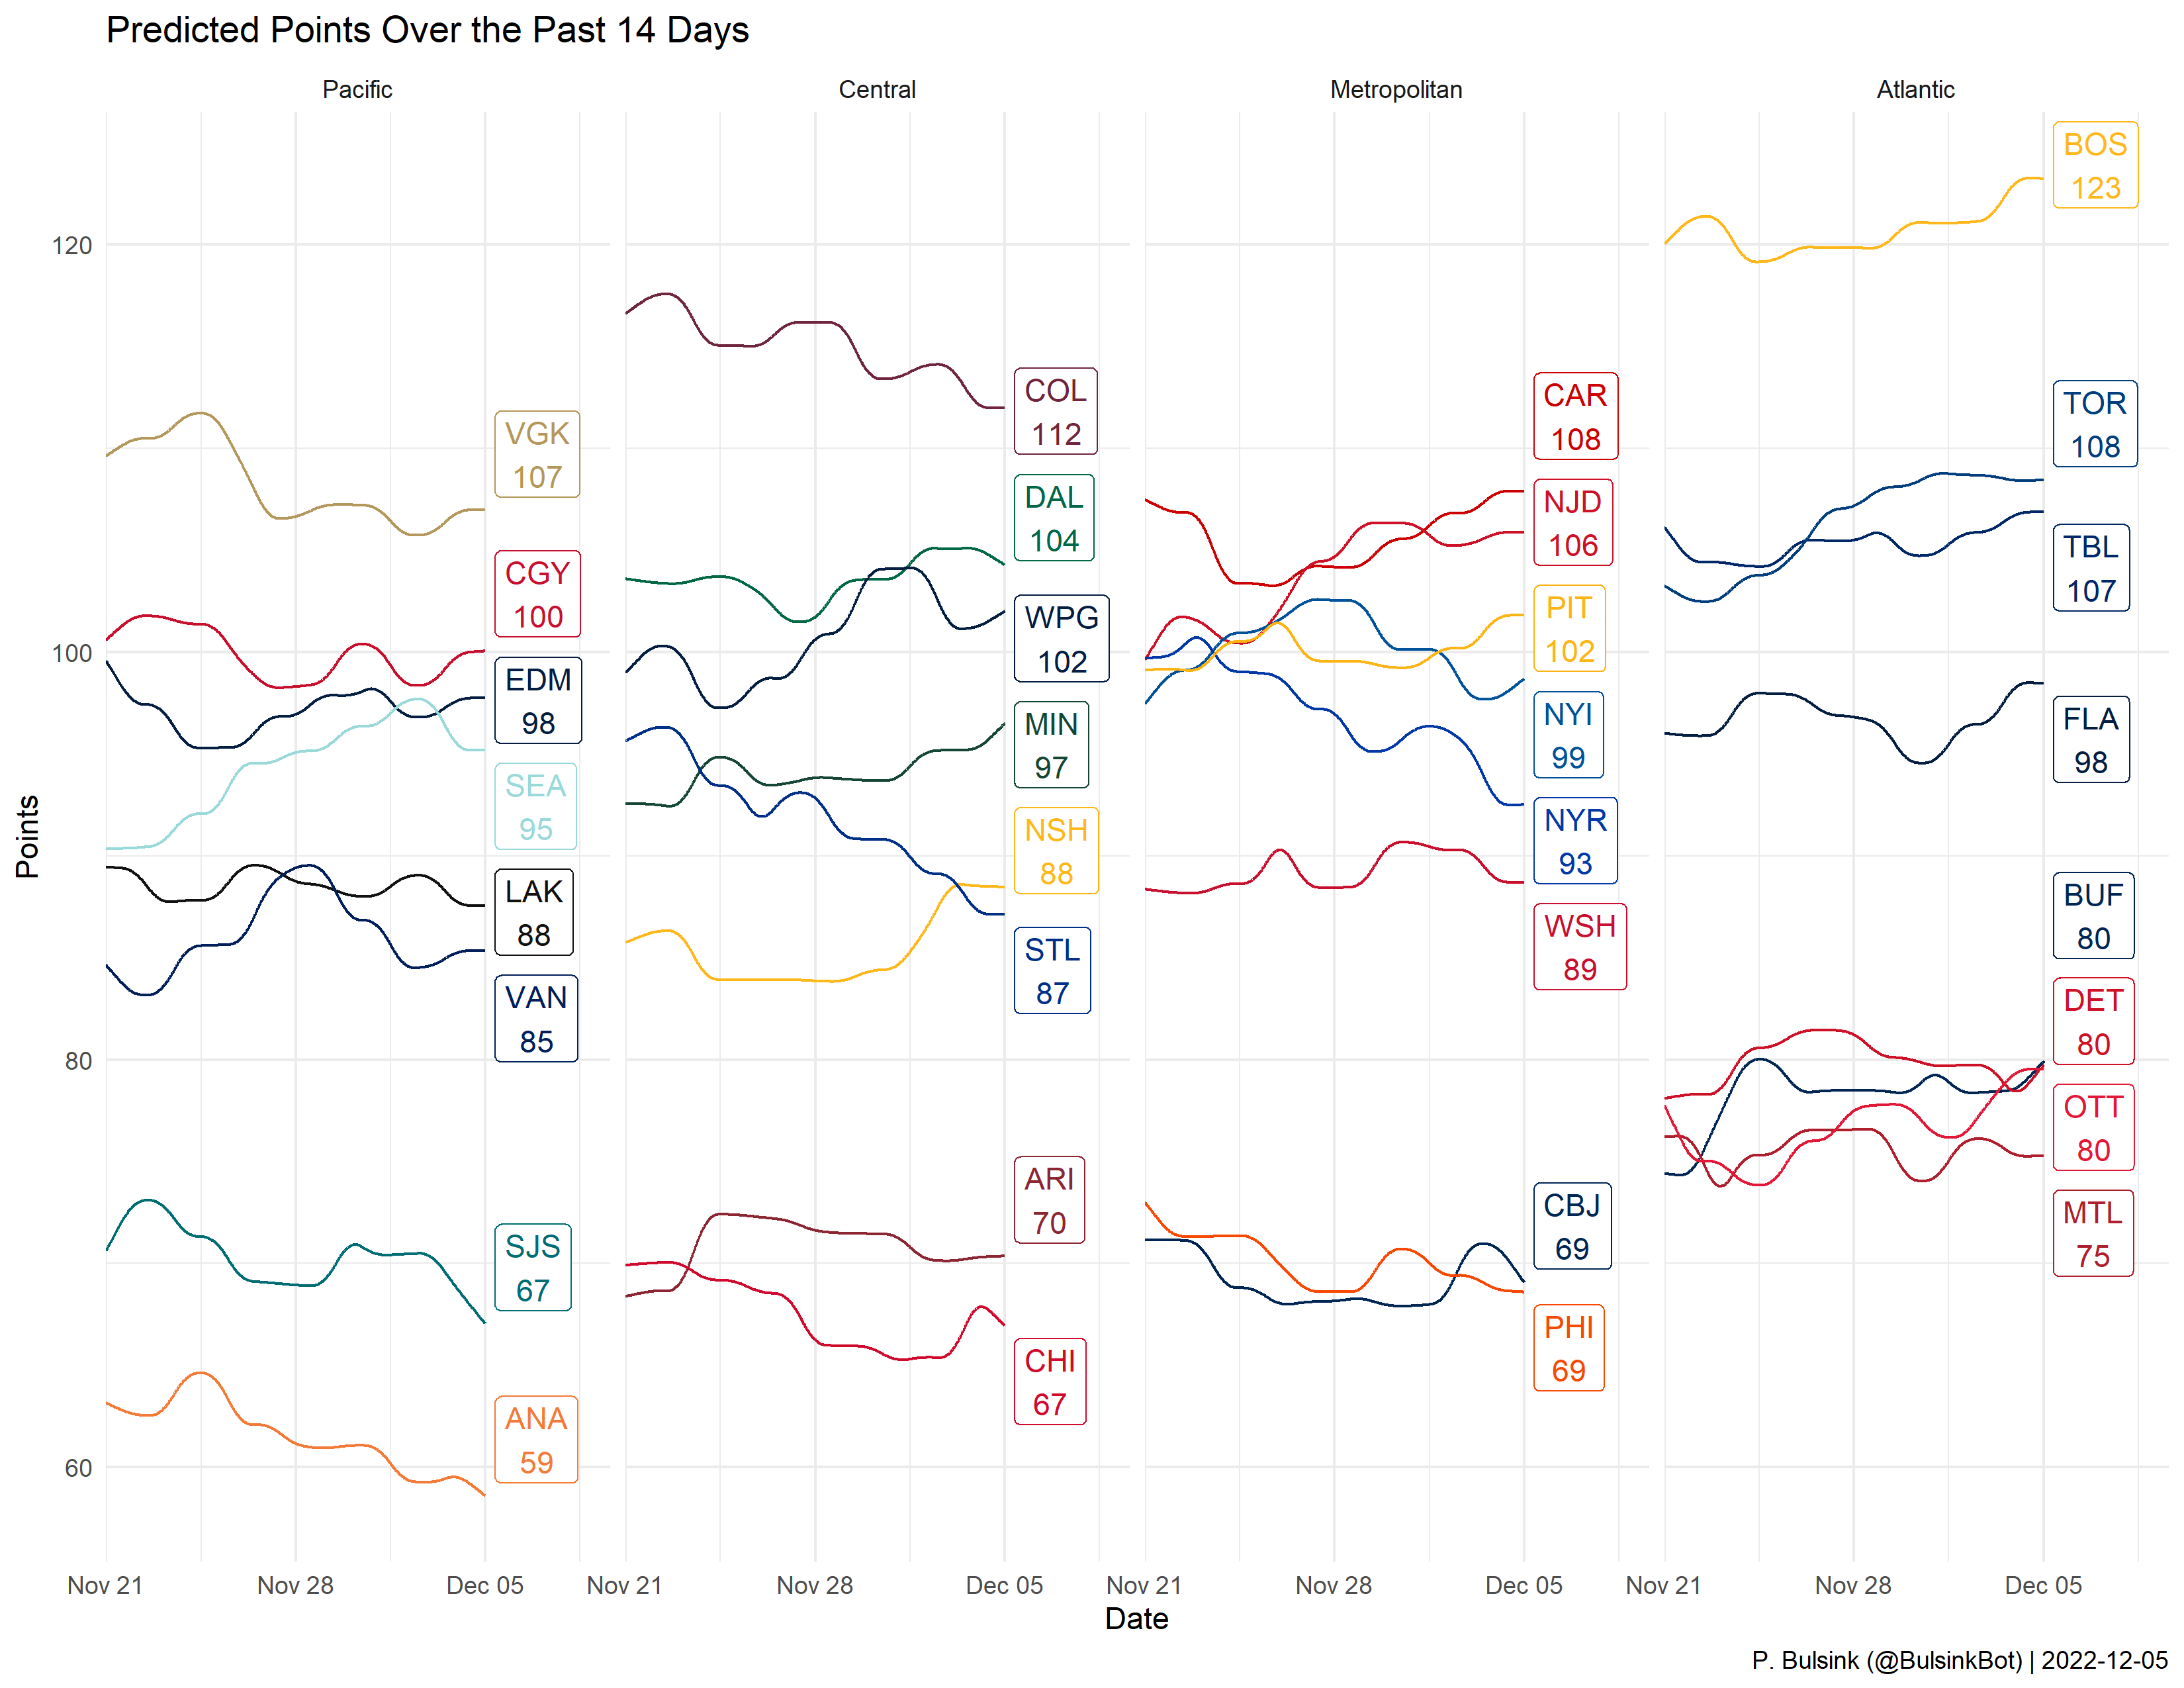 Predicted Points Over the Past 14 Days
Pacific
Central
Metropolitan
Atlantic
Points
120
100
80
60
VGK
107
CGY
100
EDM
98
SEA
95
LAK
88
VAN
85
SJS
67
ANA
59
COL
112
DAL
104
WPG
102
MIN
97
NSH
88
STL
87
ARI
70
CHI
67
CAR
108
NJD
106
PIT
102
NYI
99
NYR
93
WSH
89
CBJ
69
PHI
69
BOS
123
TOR
108
TBL
107
FLA
98
BUF
80
DET
80
OTT
80
MTL
75
Nov 21
Nov 28
Dec 05
Nov 21
Nov 28
Dec 05
Nov 21
Nov 28
Dec 05
Nov 21
Nov 28
Dec 05
Date
P. Bulsink (@BulsinkBot) | 2022-12-05